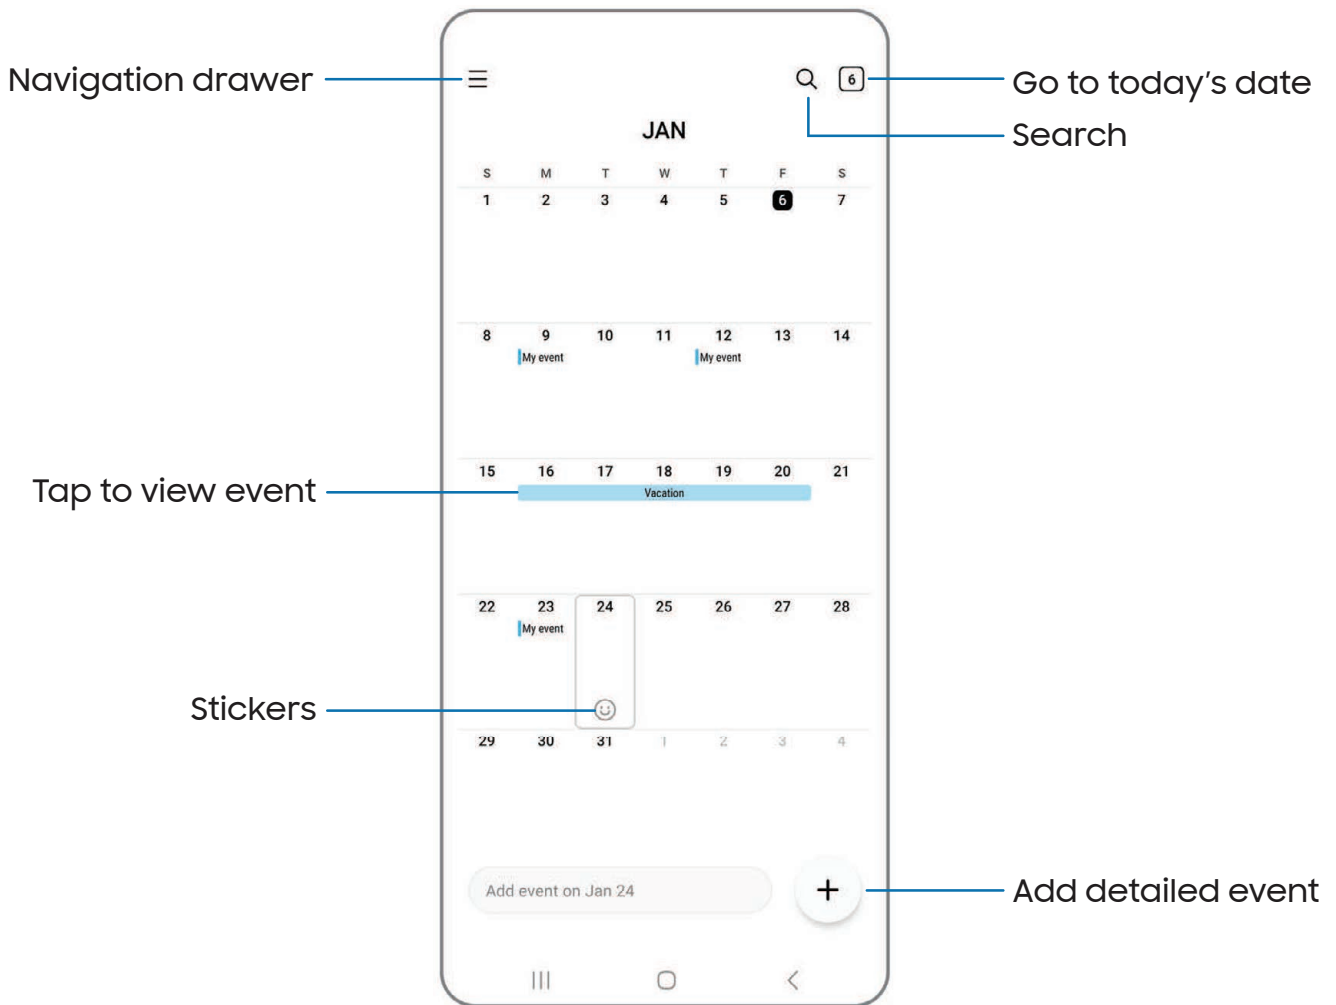 Navigation drawer
6
Go to today's date
Search
JAN
S M T W T F S
1 2 3 4 5 6 7
8 9 10 11 12 13 14
My event My event
15 16 17 18 19 20 21
Tap to view event
Vacation
22 23 24 25 26 27 28
My event
Stickers
29 30 31 1 2 3 4
Add event on Jan 24
+
Add detailed event